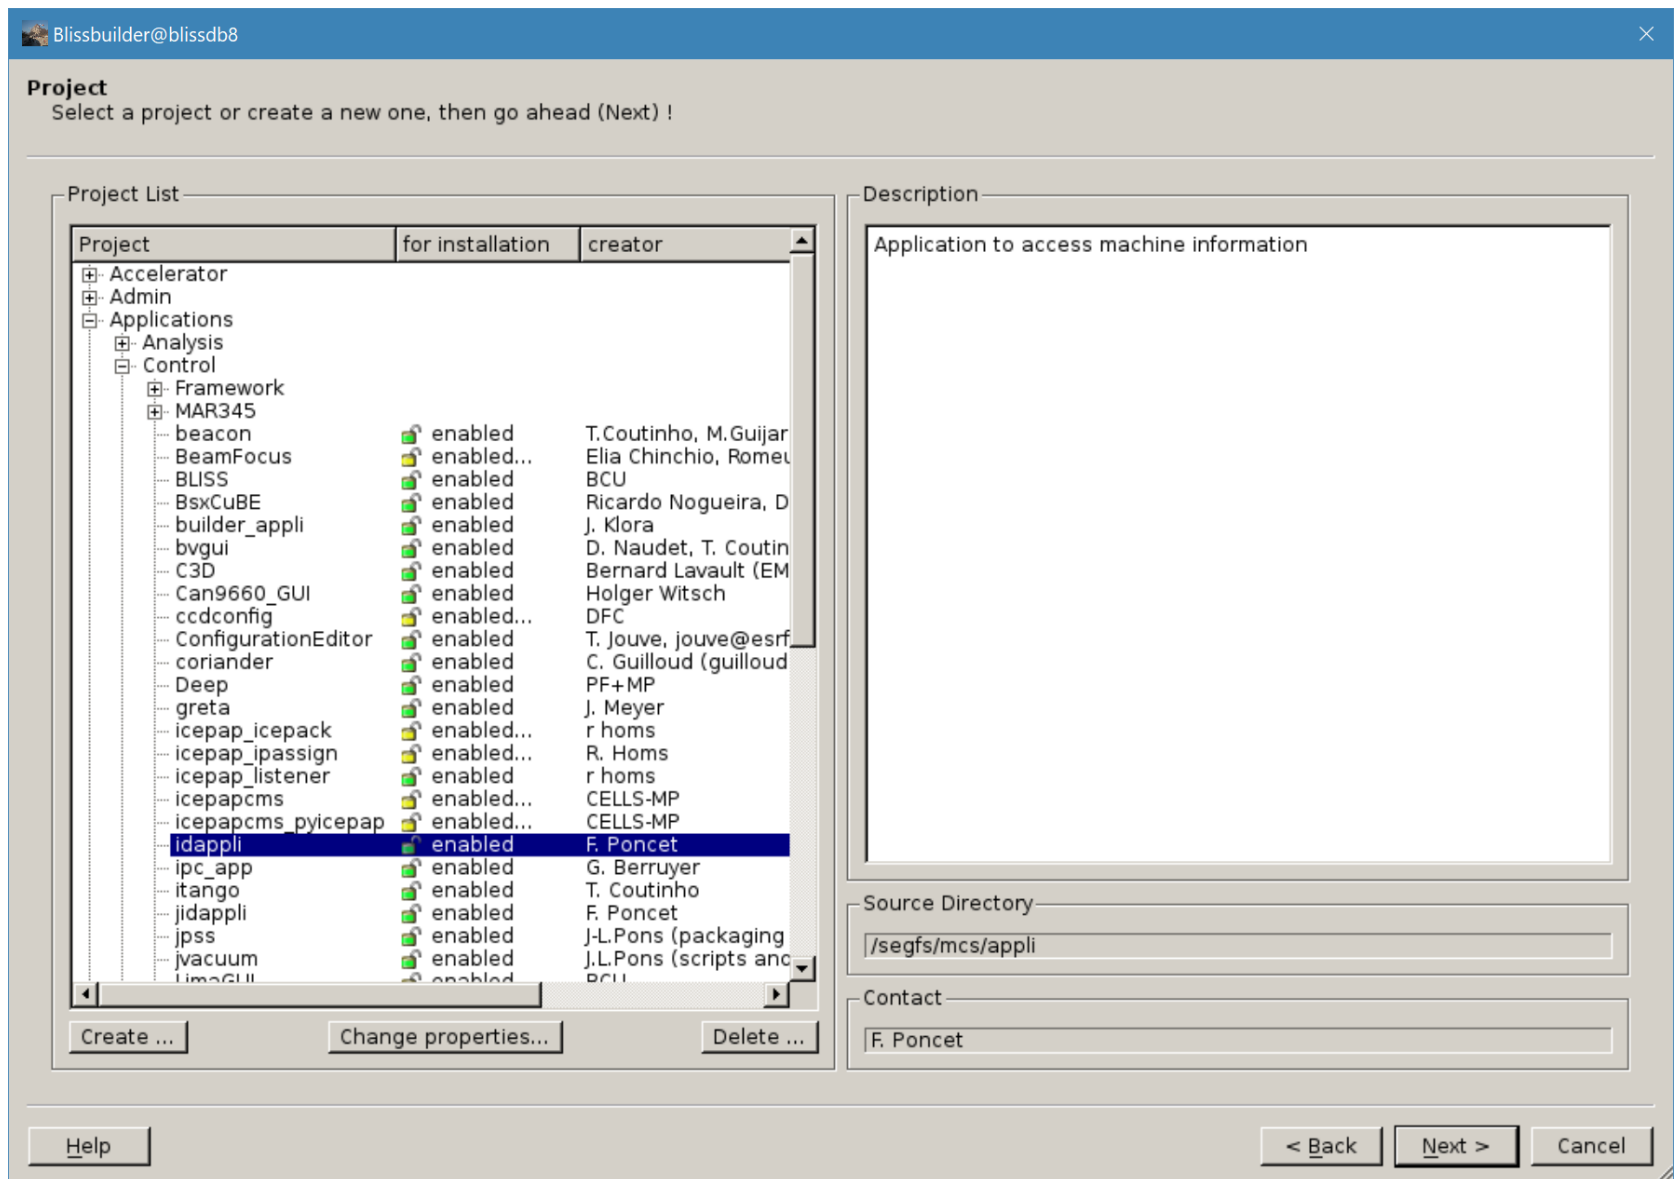 Blissbuilder@blissdb8
Project
Select a project or create a new one, then go ahead (Next) !
Project List
Project for installation creator
Accelerator
Admin
Applications
Analysis
Control
Framework
MAR345
beacon enabled T.Coutinho, M.Guijar
BeamFocus enabled... Elia Chinchio, Romeu
BLISS enabled BCU
BsxCuBE enabled Ricardo Nogueira, D
builder_appli enabled J. Klora
bvgui enabled D. Naudet, T. Coutin
C3D enabled Bernard Lavault (EM
Can9660_GUI enabled Holger Witsch
ccdconfig enabled... DFC
ConfigurationEditor enabled T. Jouve, jouve@esrf
coriander enabled C. Guilloud (guilloud
Deep enabled PF+MP
greta enabled J. Meyer
icepap_icepack enabled... r homs
icepap_ipassign enabled... R. Homs
icepap_listener enabled r homs
icepapcms enabled... CELLS-MP
icepapcms_pyicepap enabled... CELLS-MP
idappli enabled F. Poncet
ipc_app enabled G. Berruyer
itango enabled T. Coutinho
jidappli enabled F. Poncet
jpss enabled J-L.Pons (packaging
jvacuum enabled J.L.Pons (scripts and
LimaGUI enabled BCU
Create ... Change properties... Delete ...
Description
Application to access machine information
Source Directory
/segfs/mcs/appli
Contact
F. Poncet
Help < Back Next > Cancel